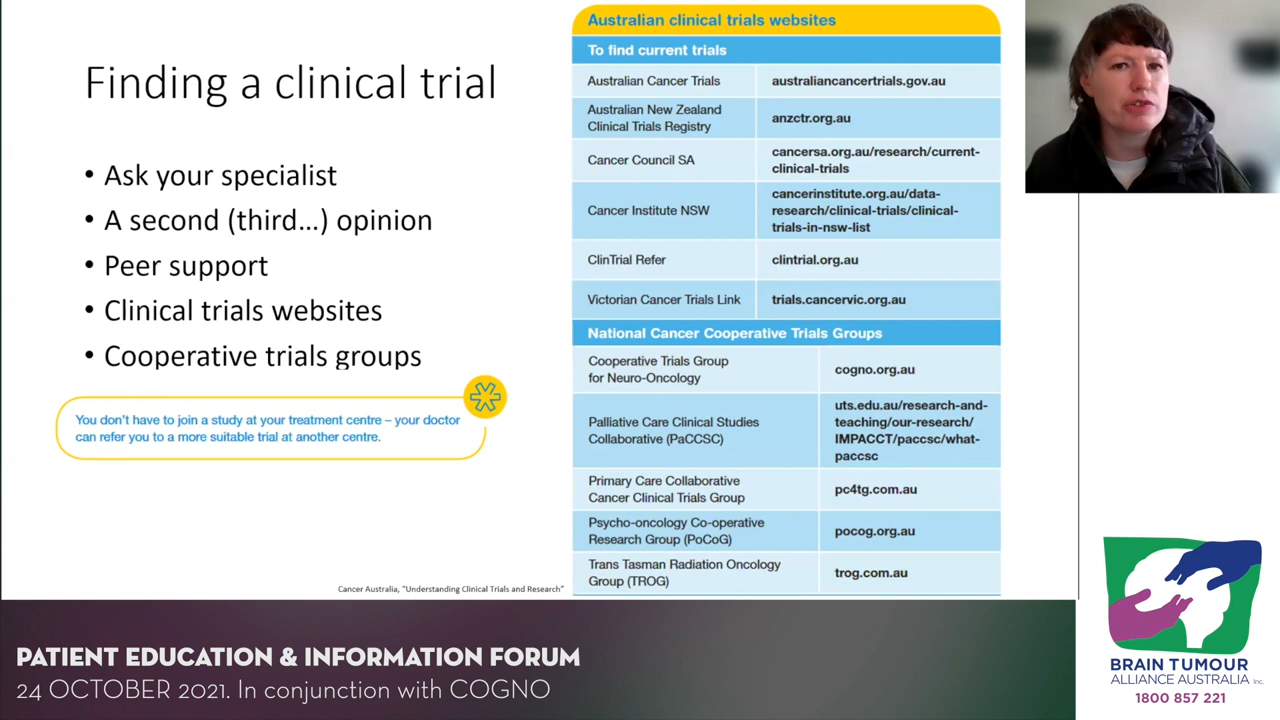 Finding a clinical trial
• Ask your specialist
• A second (third...) opinion
• Peer support
• Clinical trials websites
• Cooperative trials groups
You don't have to join a study at your treatment centre – your doctor
can refer you to a more suitable trial at another centre.
Cancer Australia, "Understanding Clinical Trials and Research"
Australian clinical trials websites
To find current trials
Australian Cancer Trials
australiancancertrials.gov.au
Australian New Zealand
Clinical Trials Registry
anzctr.org.au
Cancer Council SA
cancersa.org.au/research/current-
clinical-trials
Cancer Institute NSW
cancerinstitute.org.au/data-
research/clinical-trials/clinical-
trials-in-nsw-list
ClinTrial Refer
clintrial.org.au
Victorian Cancer Trials Link
trials.cancervic.org.au
National Cancer Cooperative Trials Groups
Cooperative Trials Group
for Neuro-Oncology
cogno.org.au
Palliative Care Clinical Studies
Collaborative (PaCCSC)
uts.edu.au/research-and-
teaching/our-research/
IMPACCT/paccsc/what-
paccsc
Primary Care Collaborative
Cancer Clinical Trials Group
pc4tg.com.au
Psycho-oncology Co-operative
Research Group (PoCoG)
pocog.org.au
Trans Tasman Radiation Oncology
Group (TROG)
trog.com.au
PATIENT EDUCATION & INFORMATION FORUM
24 OCTOBER 2021. In conjunction with COGNO
BRAIN TUMOUR
ALLIANCE AUSTRALIA Inc.
1800 857 221